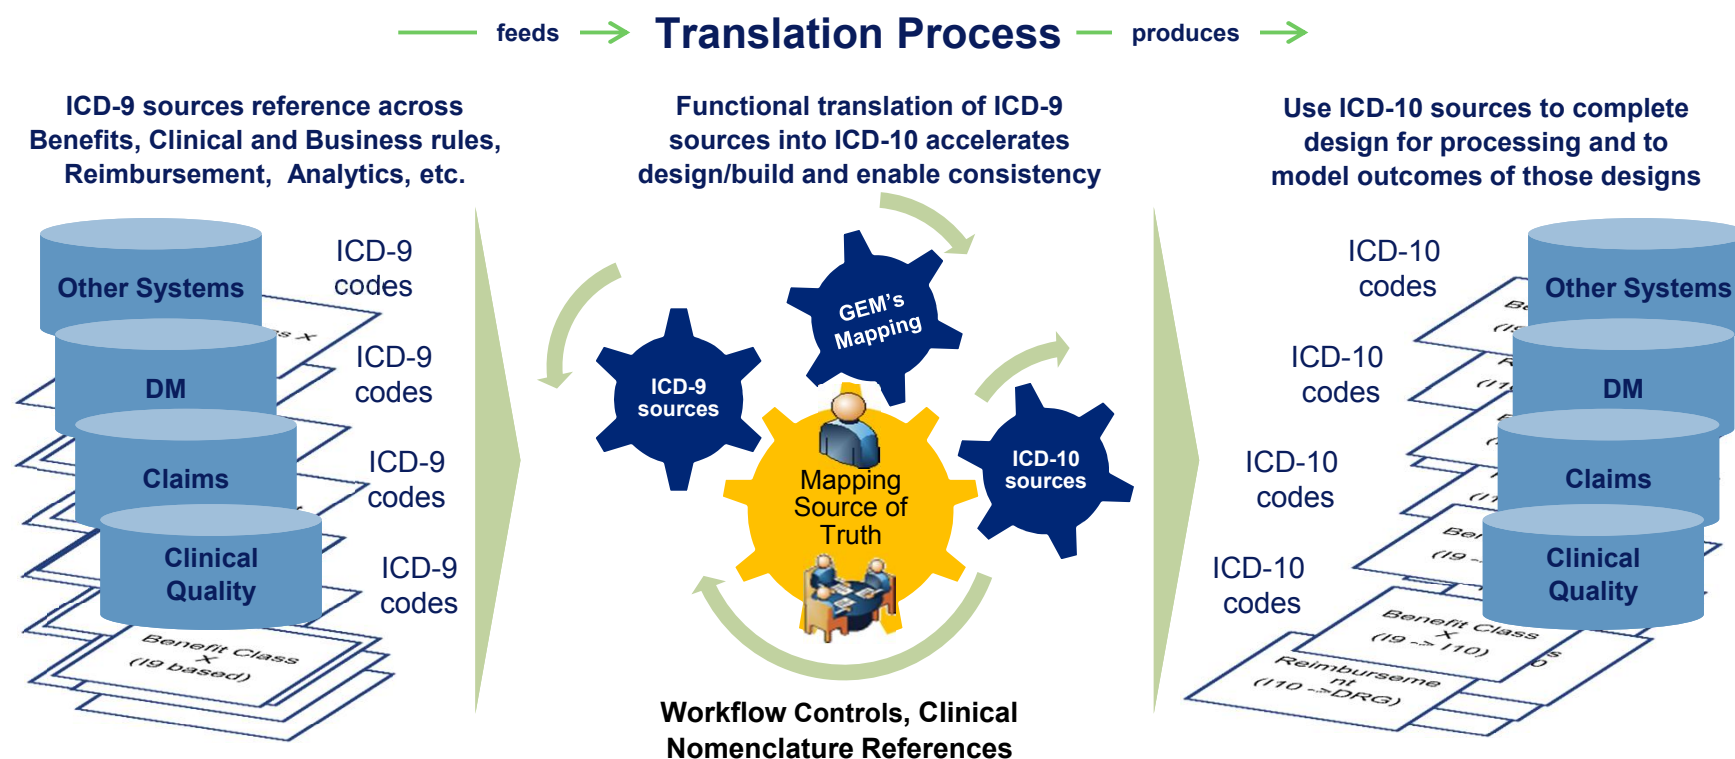 feeds
Translation Process
produces
ICD-9 sources reference across
Benefits, Clinical and Business rules,
Reimbursement, Analytics, etc.
Functional translation of ICD-9
sources into ICD-10 accelerates
design/build and enable consistency
Use ICD-10 sources to complete
design for processing and to
model outcomes of those designs
Other Systems
ICD-9
codes
DM
ICD-9
codes
Claims
ICD-9
codes
Clinical
Quality
ICD-9
codes
Benefit Class
X
(I9 based)
GEM's
Mapping
ICD-9
sources
ICD-10
sources
Mapping
Source of
Truth
Workflow Controls, Clinical
Nomenclature References
ICD-10
codes
Other Systems
ICD-10
codes
DM
ICD-10
codes
Claims
ICD-10
codes
Clinical
Quality
Benefit Class
X
(I9 -> I10)
Reimburseme
nt
(I10 ->DRG)